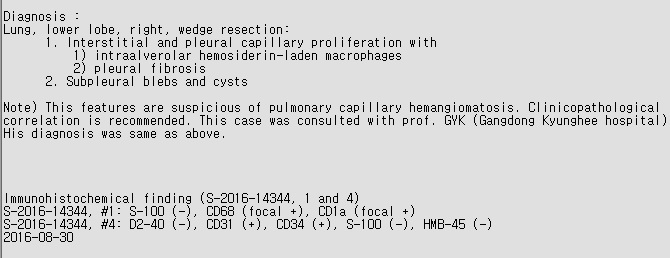 Diagnosis :
Lung, lower lobe, right, wedge resection:
1. Interstitial and pleural capillary proliferation with
1) intraalverolar hemosiderin-laden macrophages
2) pleural fibrosis
2. Subpleural blebs and cysts
Note) This features are suspicious of pulmonary capillary hemangiomatosis. Clinicopathological
correlation is recommended. This case was consulted with prof. GYK (Gangdong Kyunghee hospital)
His diagnosis was same as above.
Immunohistochemical finding (S-2016-14344, 1 and 4)
S-2016-14344, #1: S-100 (-), CD68 (focal +), CD1a (focal +)
S-2016-14344, #4: D2-40 (-), CD31 (+), CD34 (+), S-100 (-), HMB-45 (-)
2016-08-30